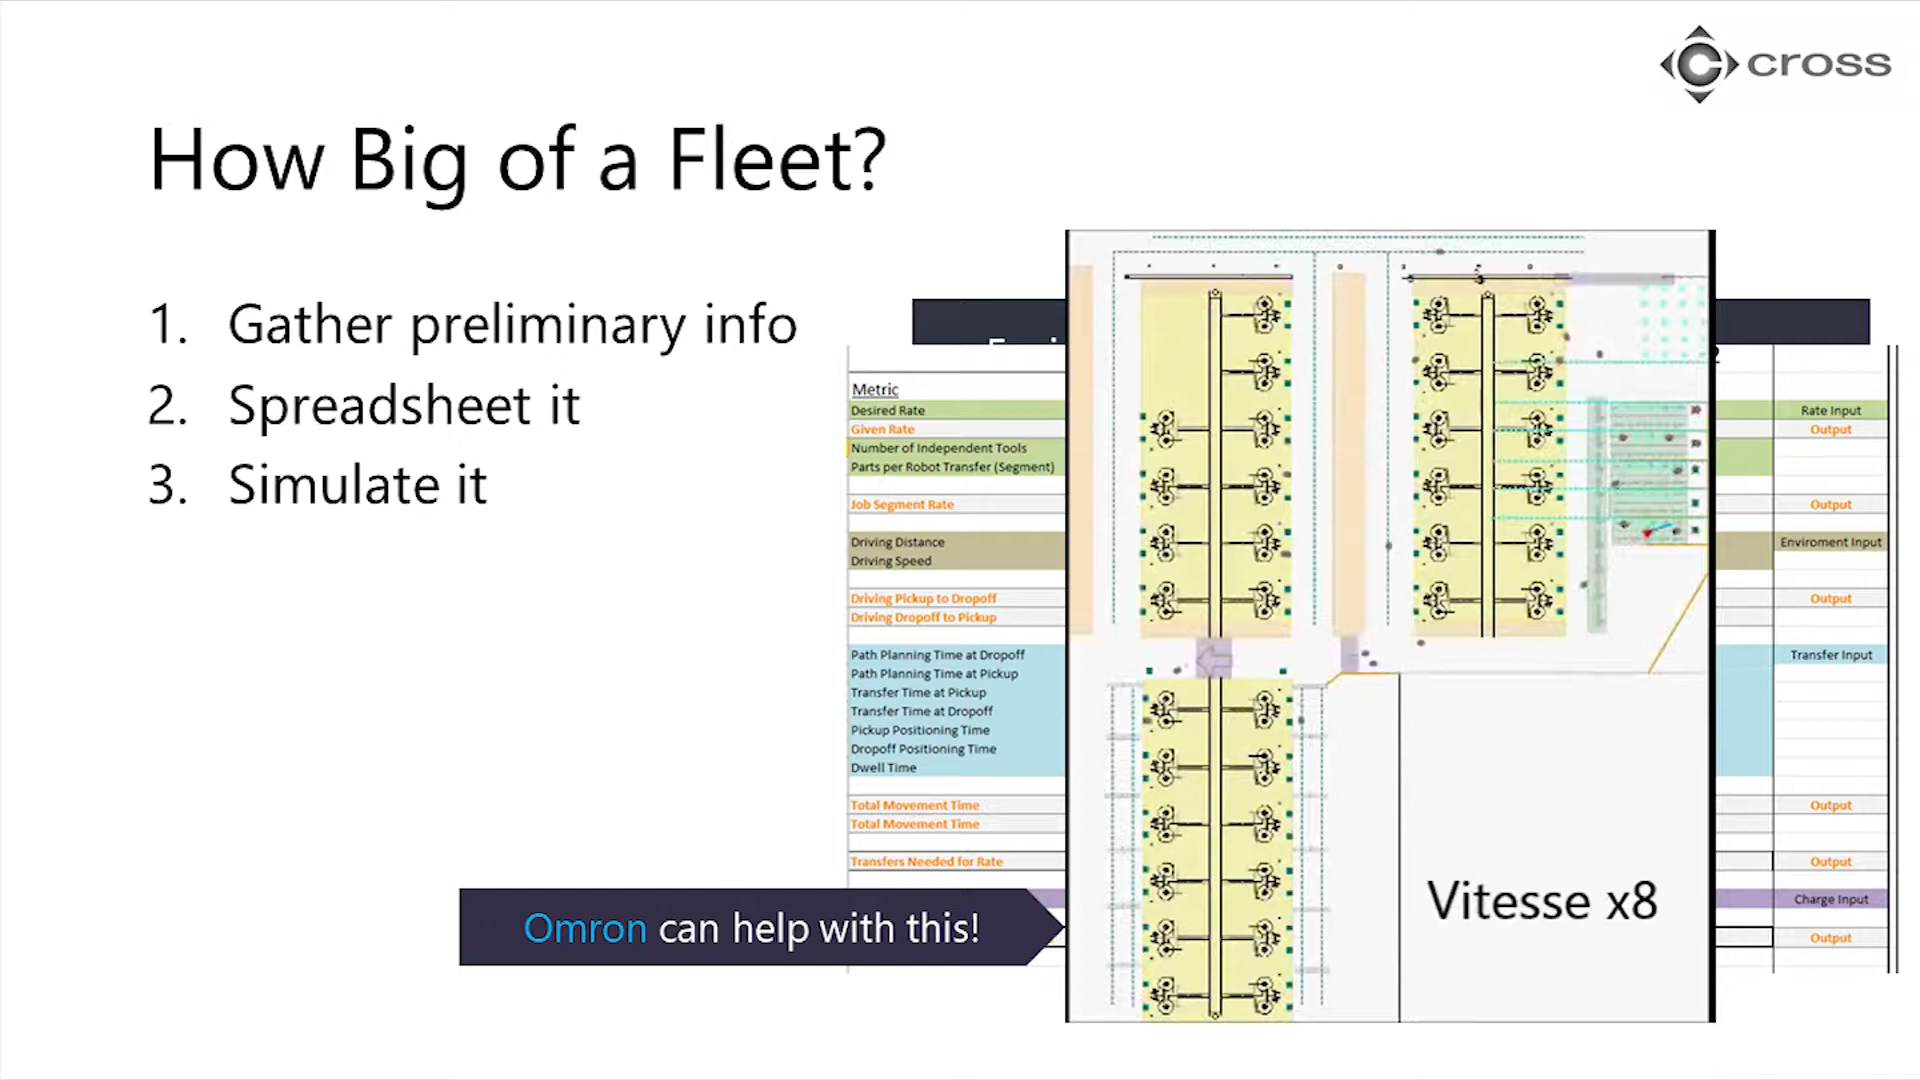 cross
How Big of a Fleet?
1. Gather preliminary info
2. Spreadsheet it
3. Simulate it
Metric
Desired Rate
Rate Input
Given Rate
Output
Number of Independent Tools
Parts per Robot Transfer (Segment)
Job Segment Rate
Output
Driving Distance
Enviroment Input
Driving Speed
Driving Pickup to Dropoff
Output
Driving Dropoff to Pickup
Path Planning Time at Dropoff
Transfer Input
Path Planning Time at Pickup
Transfer Time at Pickup
Transfer Time at Dropoff
Pickup Positioning Time
Dropoff Positioning Time
Dwell Time
Total Movement Time
Output
Total Movement Time
Transfers Needed for Rate
Output
Charge Input
Output
Omron can help with this!
Vitesse x8